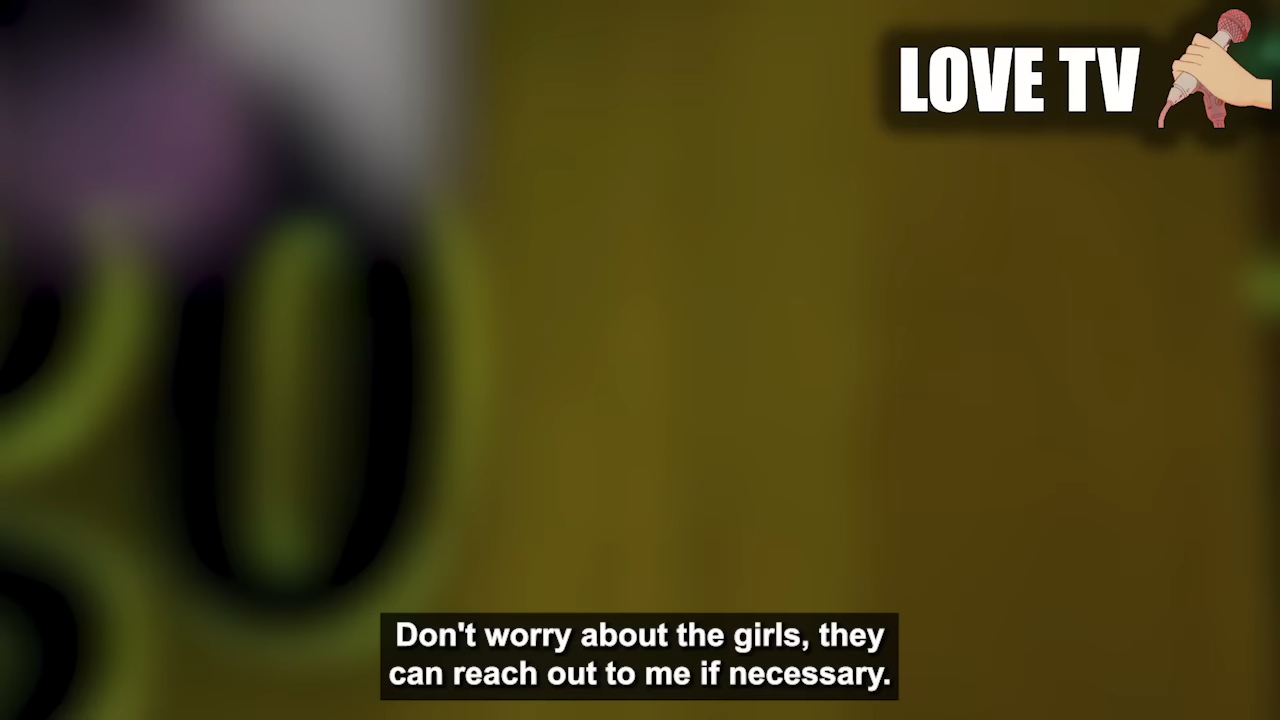 LOVE TV
Don't worry about the girls, they
can reach out to me if necessary.